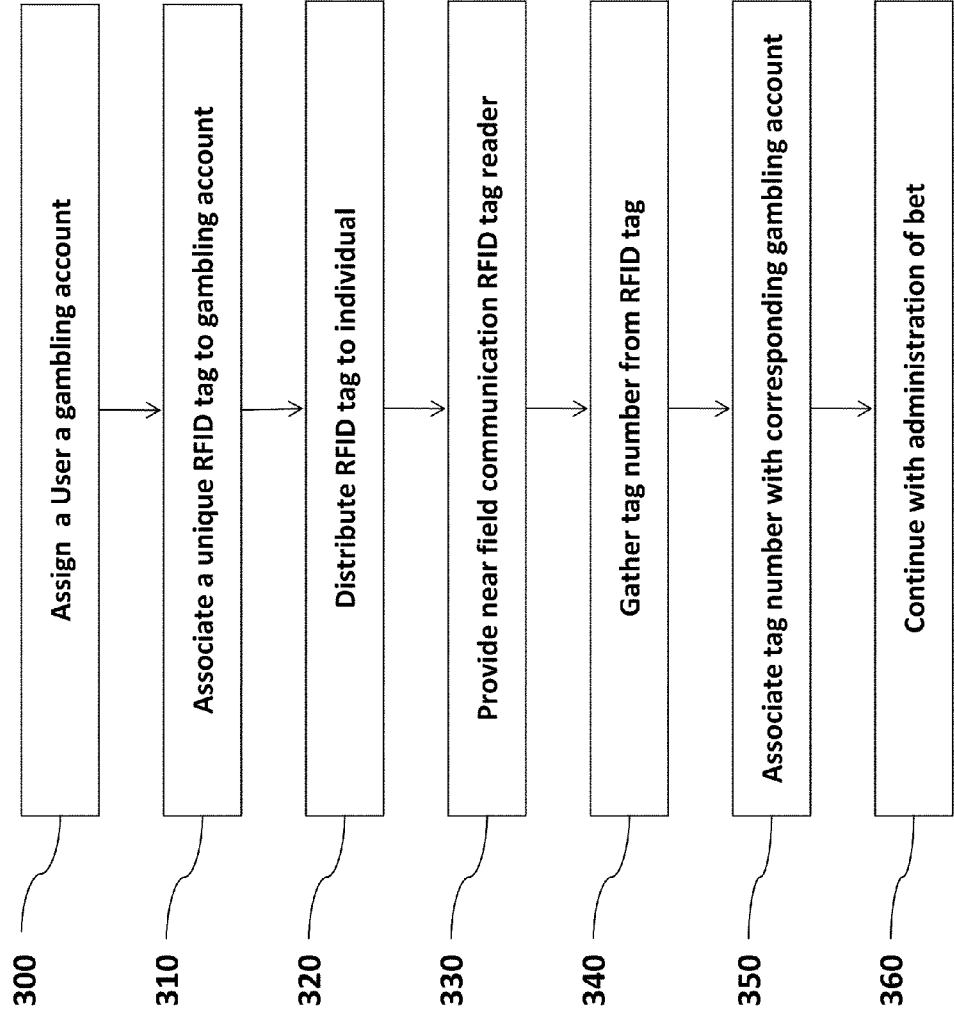 300
Assign a User a gambling account
310
Associate a unique RFID tag to gambling account
320
Distribute RFID tag to individual
330
Provide near field communication RFID tag reader
340
Gather tag number from RFID tag
350
Associate tag number with corresponding gambling account
360
Continue with administration of bet